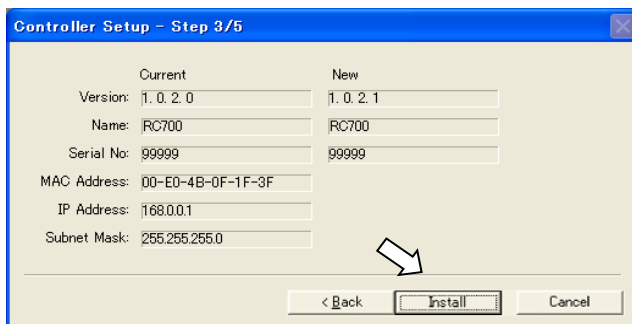 Controller Setup - Step 3/5
Current New
Version: 1. 0. 2. 0 1. 0. 2. 1
Name: RC700 RC700
Serial No: 99999 99999
MAC Address: 00-E0-4B-0F-1F-3F
IP Address: 168.0.0.1
Subnet Mask: 255.255.255.0
< Back Install Cancel